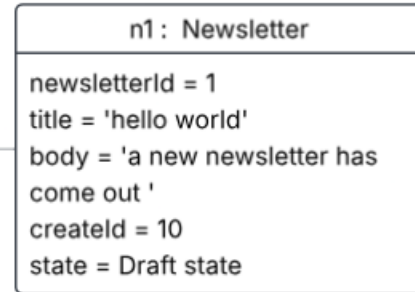 n1 : Newsletter
newsletterId = 1
title = 'hello world'
body = 'a new newsletter has
come out '
createId = 10
state = Draft state